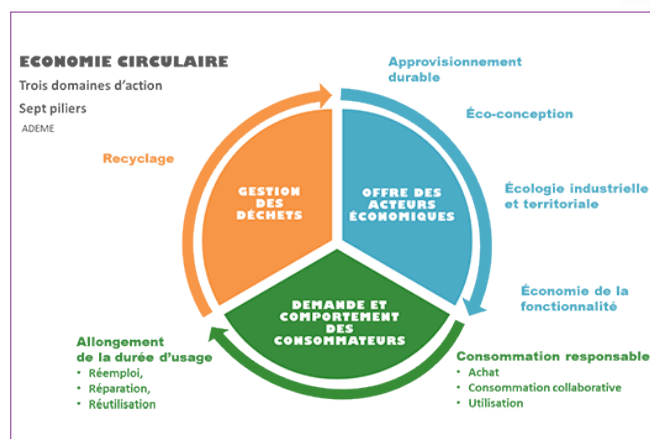 ECONOMIE CIRCULAIRE
Trois domaines d'action
Sept piliers
ADEME
Approvisionnement
durable
Éco-conception
Écologie industrielle
et territoriale
Économie de la
fonctionnalité
Recyclage
GESTION
DES
DÉCHETS
OFFRE DES
ACTEURS
ÉCONOMIQUES
DEMANDE ET
COMPORTEMENT
DES
CONSOMMATEURS
Allongement
de la durée d'usage
• Réemploi,
• Réparation,
• Réutilisation
Consommation responsable
• Achat
• Consommation collaborative
• Utilisation